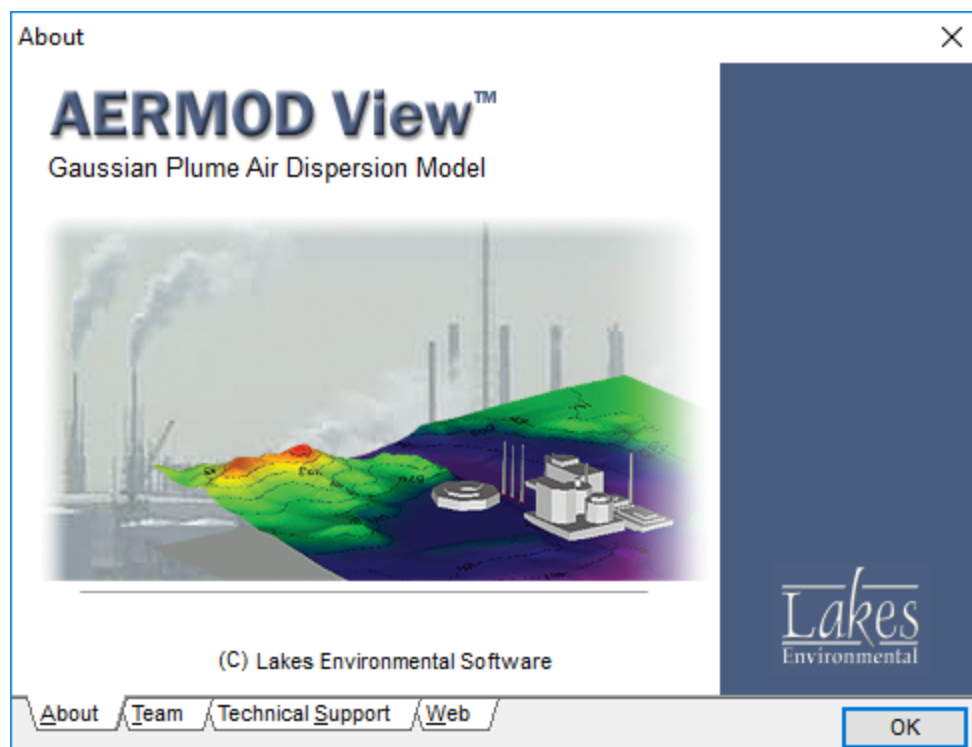 About
AERMOD View™
Gaussian Plume Air Dispersion Model
Lakes
Environmental
(C) Lakes Environmental Software
About
Team
Technical Support
Web
OK